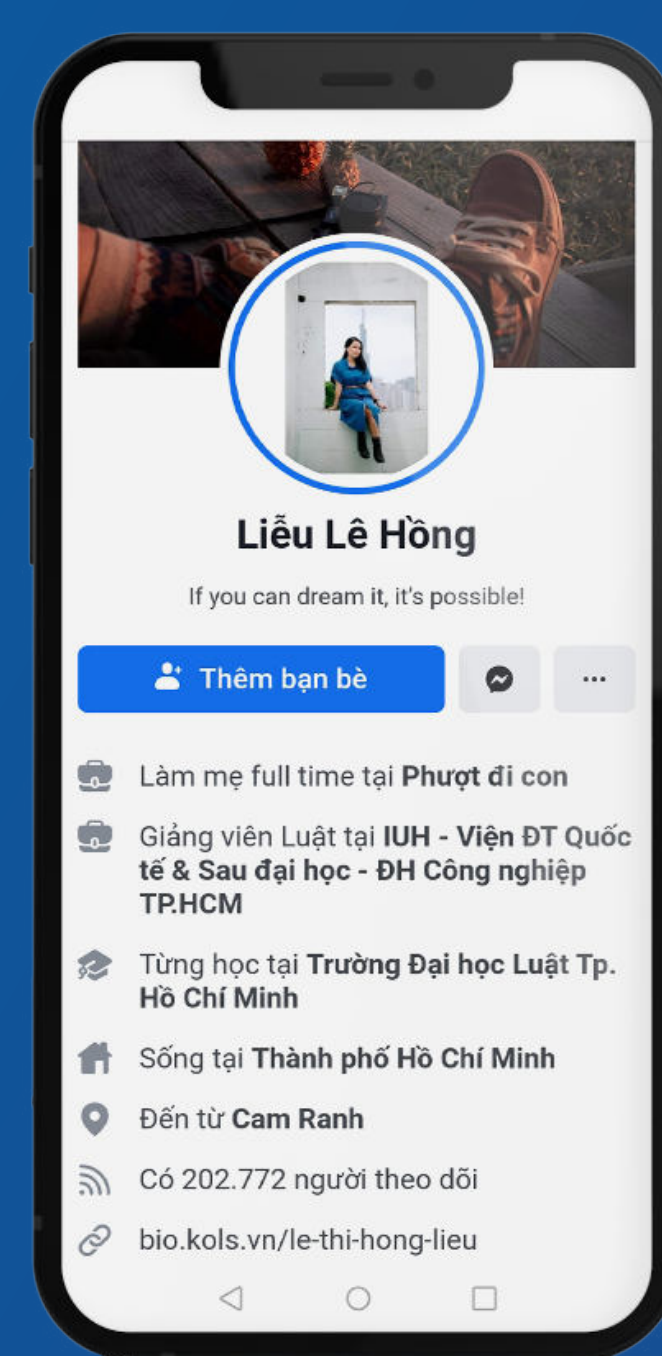 Liễu Lê Hồng
If you can dream it, it's possible!
Thêm bạn bè
Làm mẹ full time tại Phượt đi con
Giảng viên Luật tại IUH - Viện ĐT Quốc
tế & Sau đại học - ĐH Công nghiệp
TP.HCM
Từng học tại Trường Đại học Luật Tp.
Hồ Chí Minh
Sống tại Thành phố Hồ Chí Minh
Đến từ Cam Ranh
Có 202.772 người theo dõi
bio.kols.vn/le-thi-hong-lieu